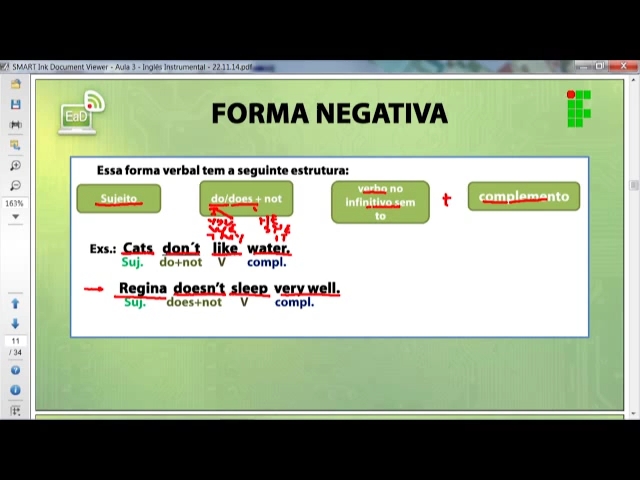 SMART Ink Document Viewer - Aula 3 - Inglês Instrumental - 22.11.14.pdf
EaD
FORMA NEGATIVA
Essa forma verbal tem a seguinte estrutura:
Sujeito
do/does + not
verbo no
infinitivo sem
to
+
complemento
163%
Exs.: Cats don´t like water.
Suj. do+not V compl.
Regina doesn’t sleep very well.
Suj. does+not V compl.
11
/ 34